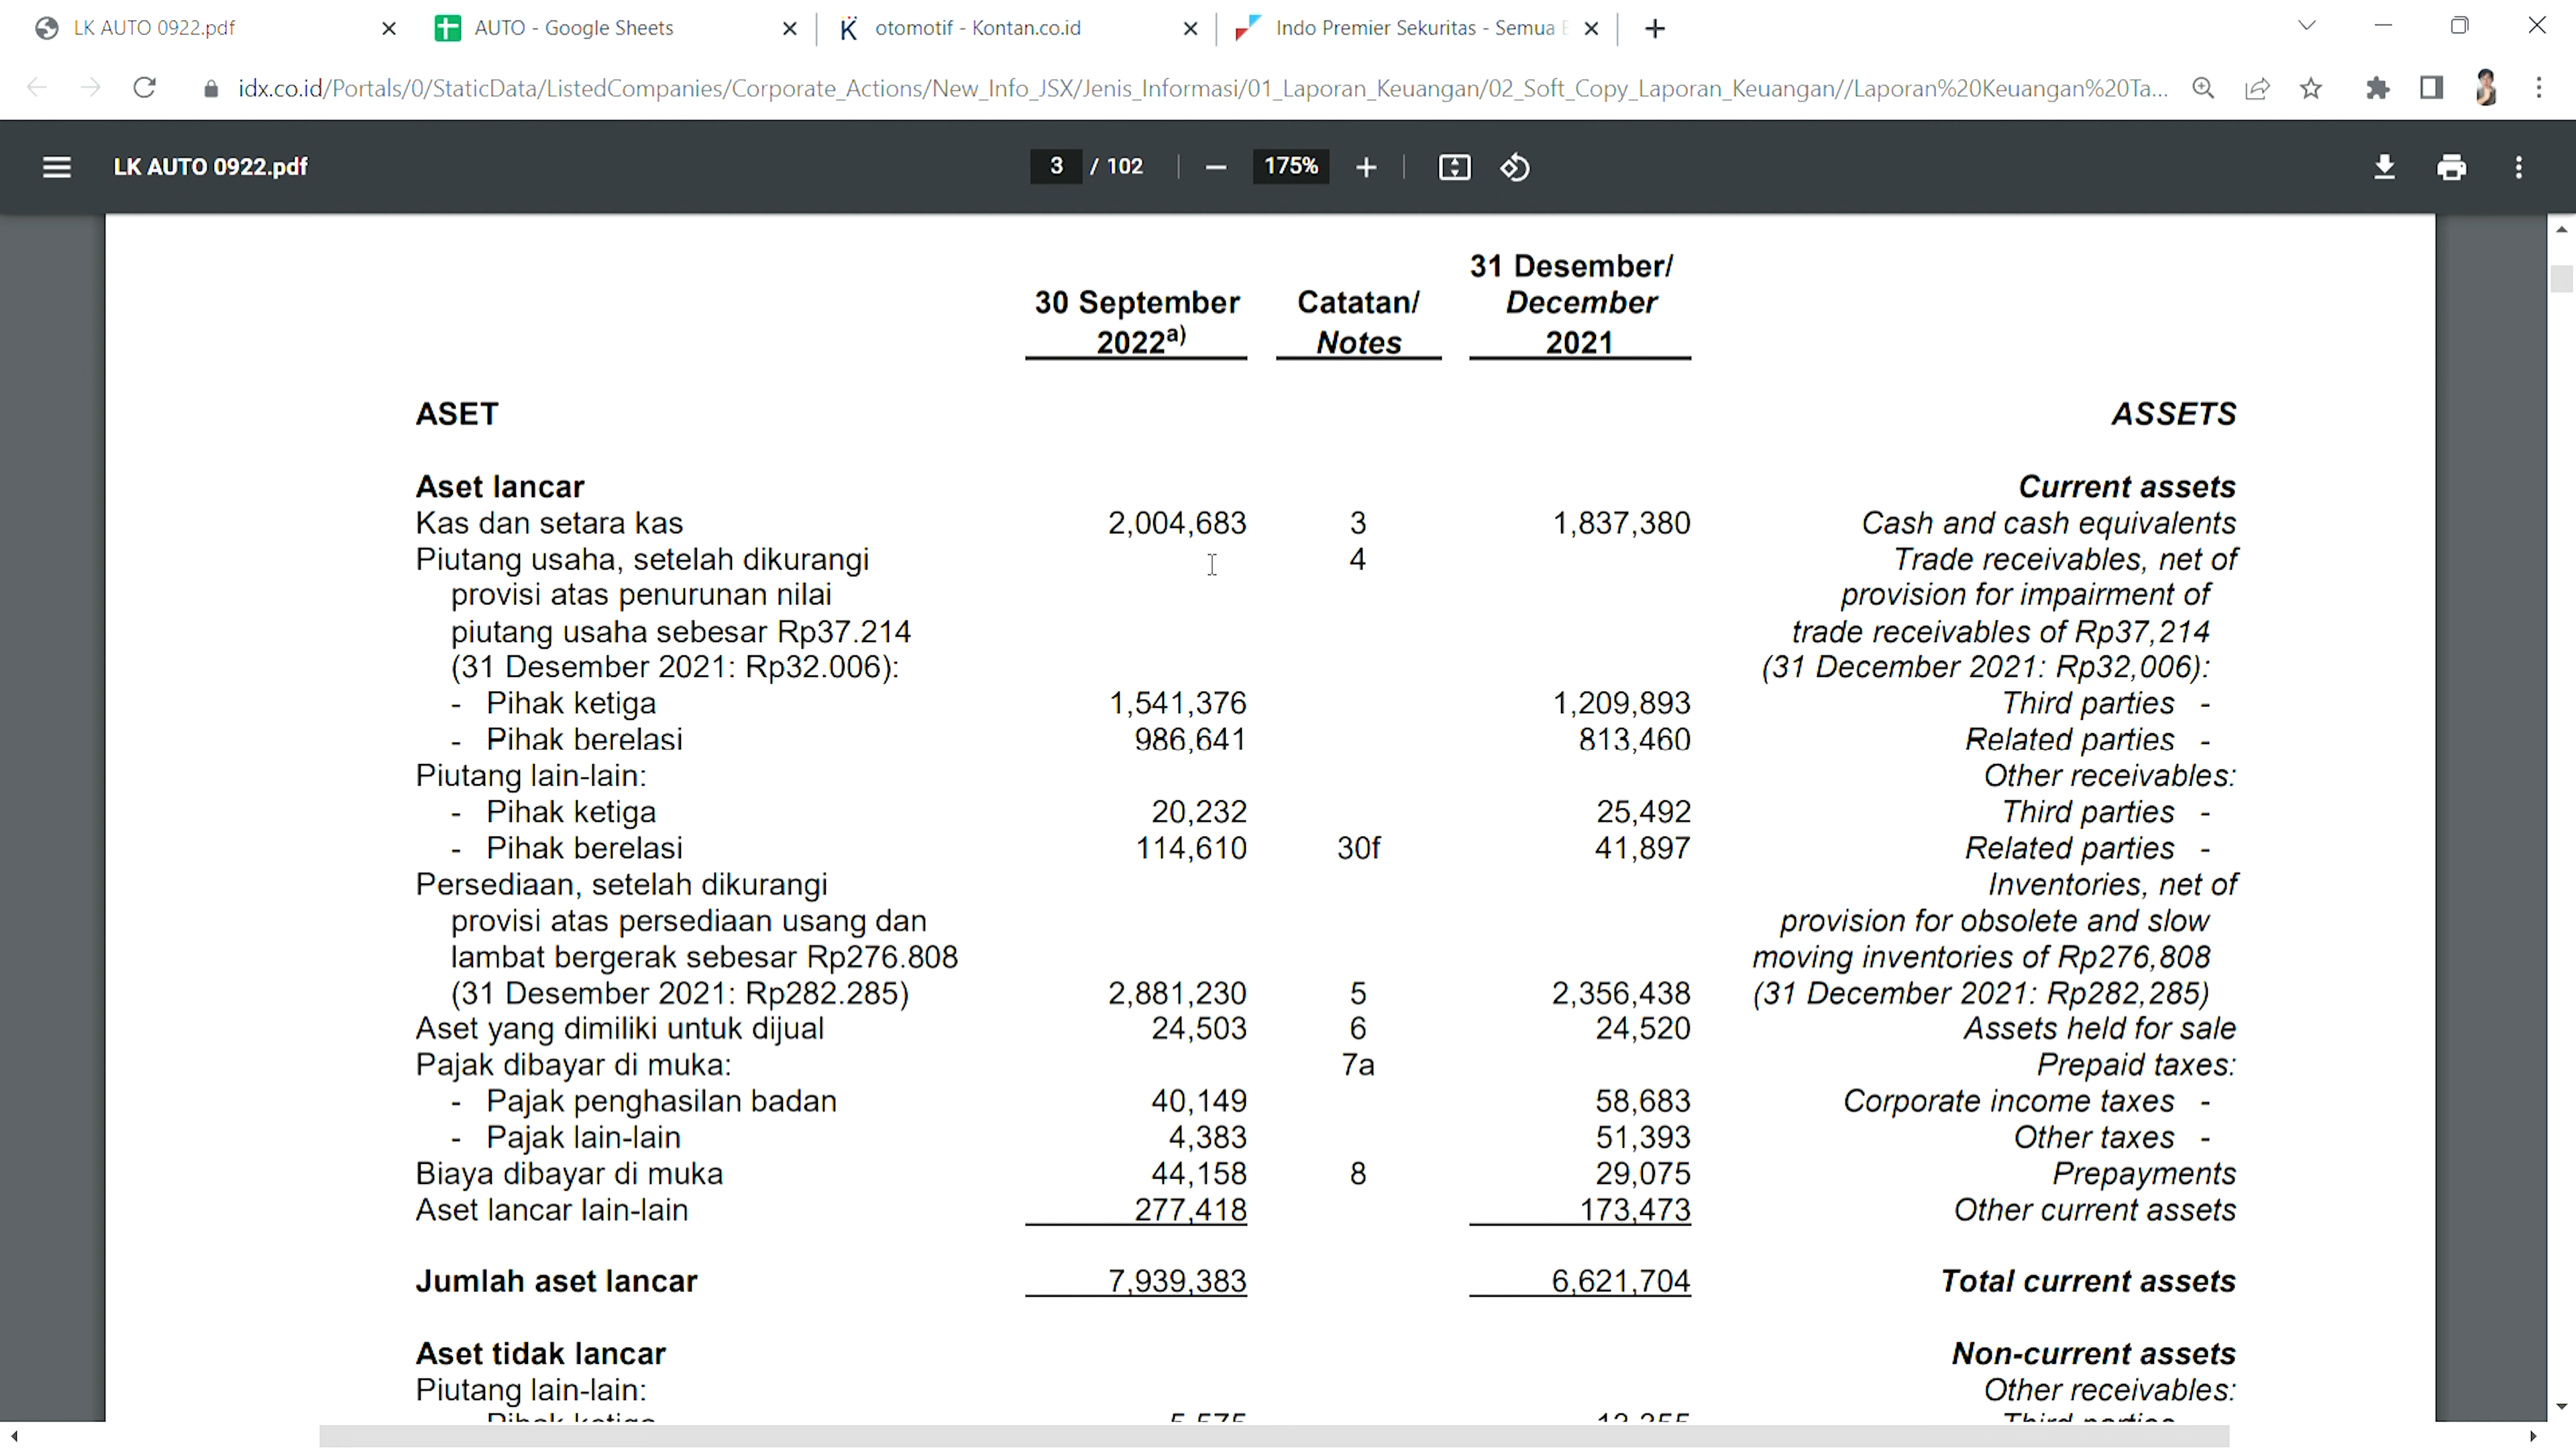 LK AUTO 0922.pdf
AUTO - Google Sheets
otomotif - Kontan.co.id
Indo Premier Sekuritas - Semua
idx.co.id/Portals/0/StaticData/ListedCompanies/Corporate_Actions/New_Info_JSX/Jenis_Informasi/01_Laporan_Keuangan/02_Soft_Copy_Laporan_Keuangan//Laporan%20Keuangan%20Ta...
LK AUTO 0922.pdf 3 / 102 175%
31 Desember/
30 September Catatan/ December
2022a) Notes 2021
ASET ASSETS
Aset lancar Current assets
Kas dan setara kas 2,004,683 3 1,837,380 Cash and cash equivalents
Piutang usaha, setelah dikurangi 4 Trade receivables, net of
provisi atas penurunan nilai provision for impairment of
piutang usaha sebesar Rp37.214 trade receivables of Rp37,214
(31 Desember 2021: Rp32.006): (31 December 2021: Rp32,006):
- Pihak ketiga 1,541,376 1,209,893 Third parties -
- Pihak berelasi 986,641 813,460 Related parties -
Piutang lain-lain: Other receivables:
- Pihak ketiga 20,232 25,492 Third parties -
- Pihak berelasi 114,610 30f 41,897 Related parties -
Persediaan, setelah dikurangi Inventories, net of
provisi atas persediaan usang dan provision for obsolete and slow
lambat bergerak sebesar Rp276.808 moving inventories of Rp276,808
(31 Desember 2021: Rp282.285) 2,881,230 5 2,356,438 (31 December 2021: Rp282,285)
Aset yang dimiliki untuk dijual 24,503 6 24,520 Assets held for sale
Pajak dibayar di muka: 7a Prepaid taxes:
- Pajak penghasilan badan 40,149 58,683 Corporate income taxes -
- Pajak lain-lain 4,383 51,393 Other taxes -
Biaya dibayar di muka 44,158 8 29,075 Prepayments
Aset lancar lain-lain 277,418 173,473 Other current assets
Jumlah aset lancar 7,939,383 6,621,704 Total current assets
Aset tidak lancar Non-current assets
Piutang lain-lain: Other receivables: